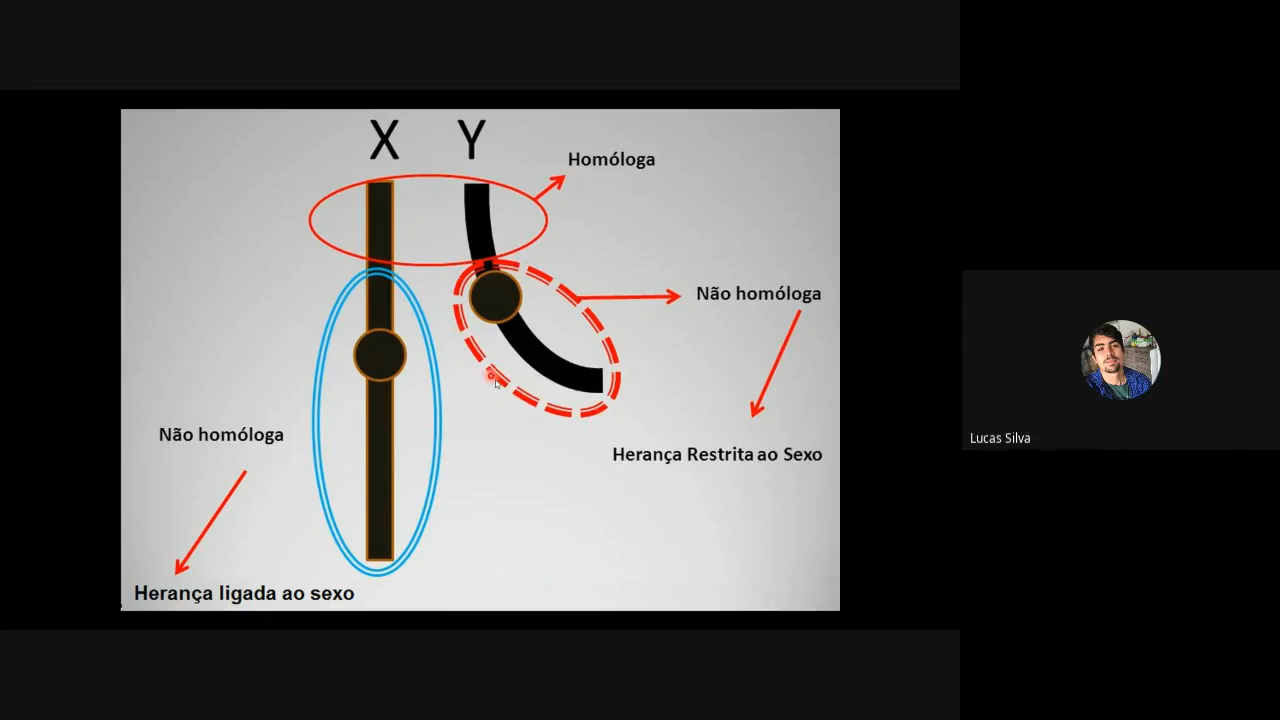 X Y
Homóloga
Não homóloga
Herança Restrita ao Sexo
Não homóloga
Herança ligada ao sexo
Lucas Silva